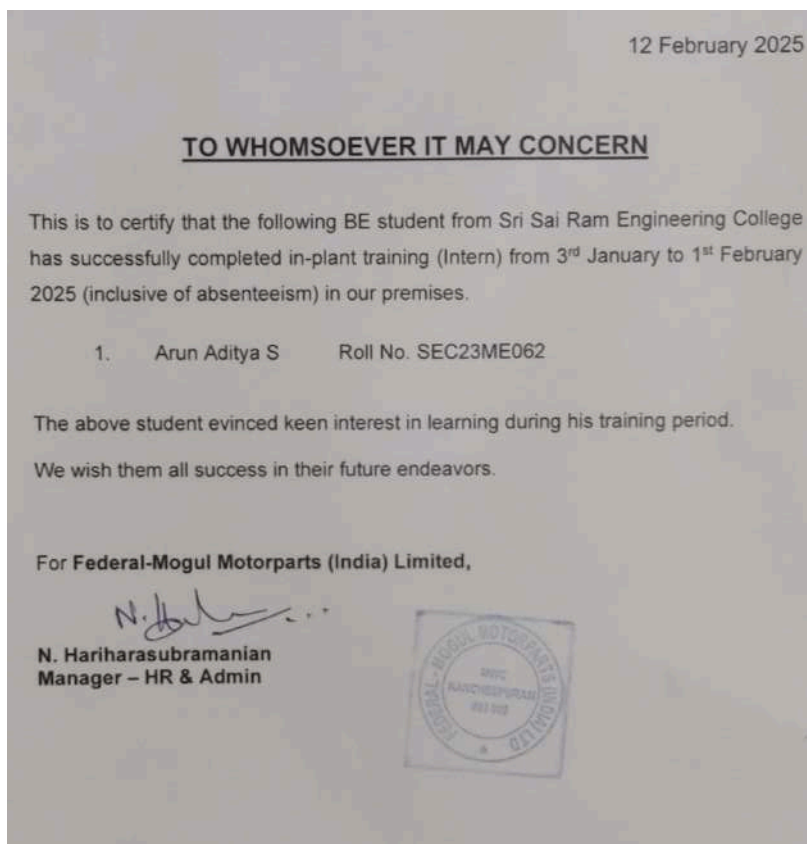 12 February 2025
TO WHOMSOEVER IT MAY CONCERN
This is to certify that the following BE student from Sri Sai Ram Engineering College
has successfully completed in-plant training (Intern) from 3rd January to 1st February
2025 (inclusive of absenteeism) in our premises.
1. Arun Aditya S Roll No. SEC23ME062
The above student evinced keen interest in learning during his training period.
We wish them all success in their future endeavors.
For Federal-Mogul Motorparts (India) Limited,
N. Hariharasubramanian
Manager – HR & Admin
FEDERAL-MOGUL MOTORPARTS (INDIA) LTD